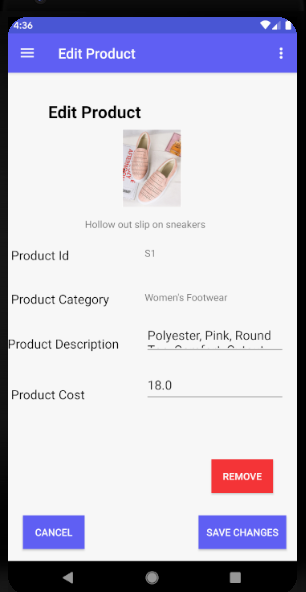 4:36
Edit Product
Edit Product
Hollow out slip on sneakers
Product Id S1
Product Category Women's Footwear
Product Description Polyester, Pink, Round
Product Cost 18.0
REMOVE
CANCEL SAVE CHANGES